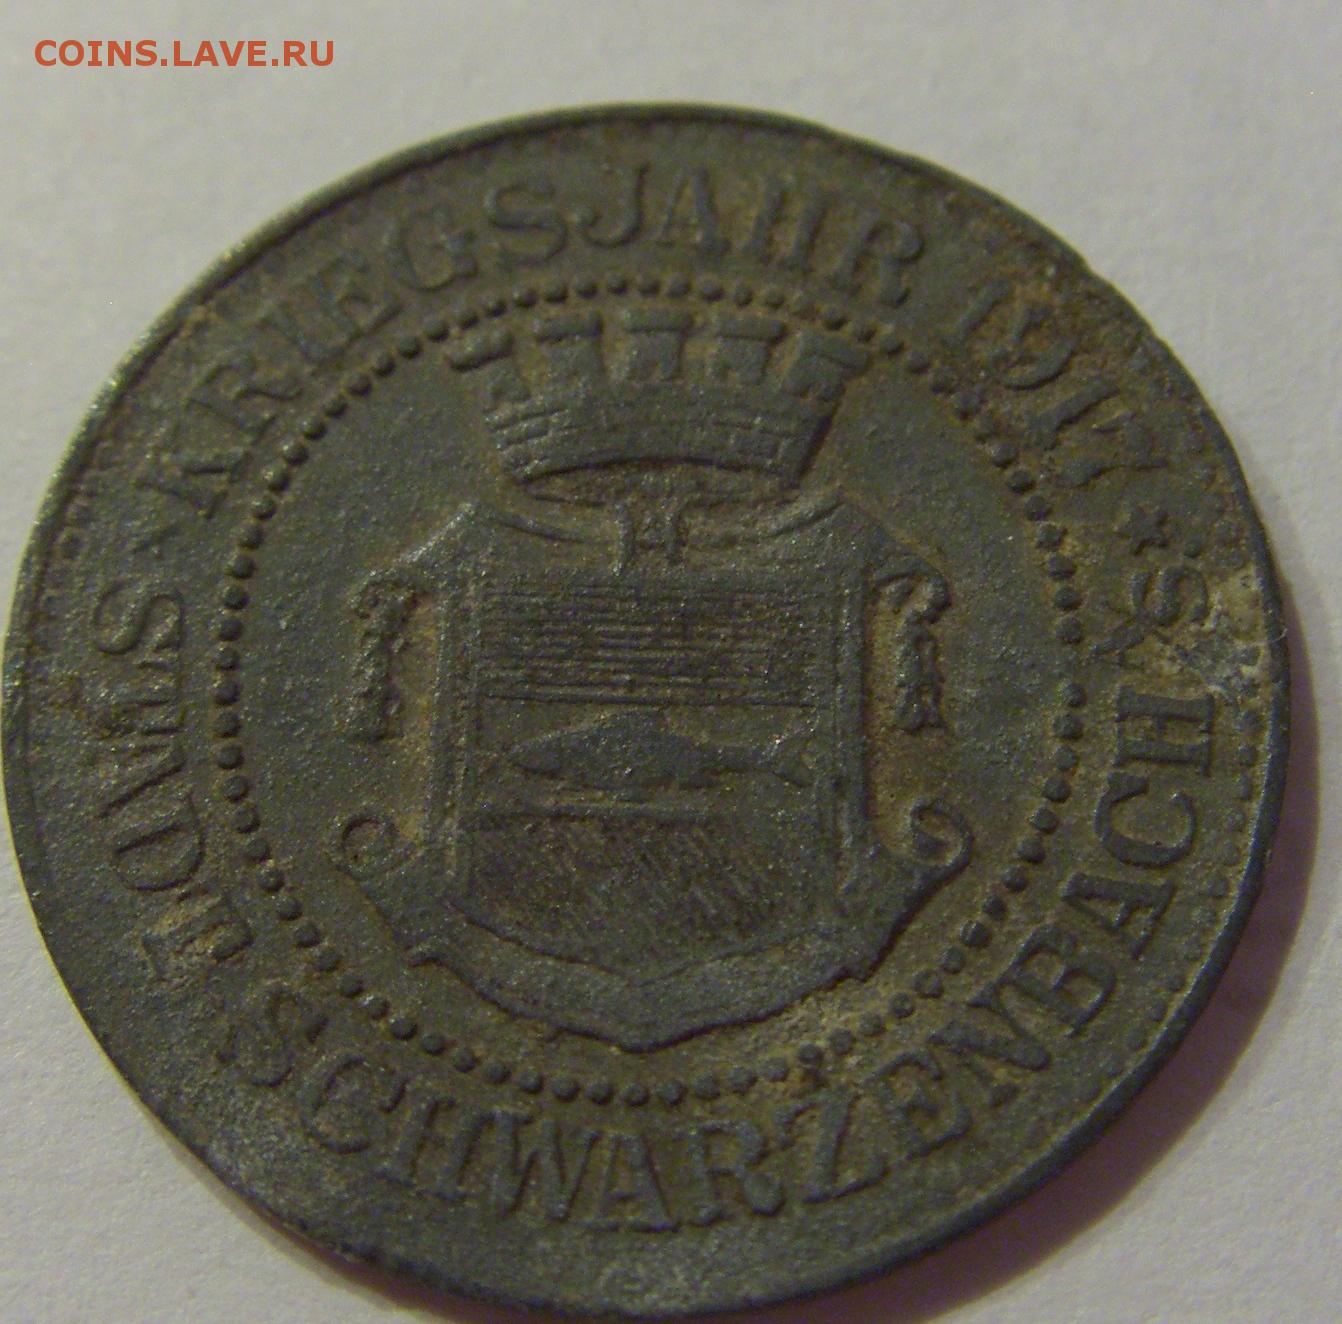 COINS.LAVE.RU
KRIEGSJAHR 1917
STADT SCHWARZENBACH